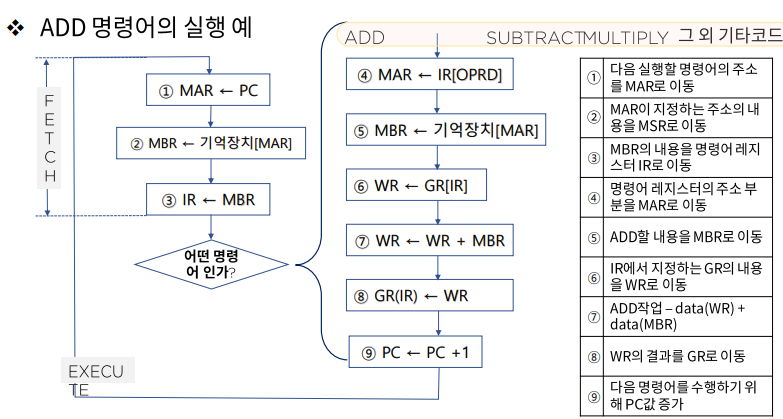 ❖ ADD 명령어의 실행 예
F
E
T
C
H
① MAR ← PC
② MBR ← 기억장치[MAR]
③ IR ← MBR
어떤 명령
어 인가?
EXECU
TE
ADD
SUBTRACT
MULTIPLY
그 외 기타코드
④ MAR ← IR[OPRD]
⑤ MBR ← 기억장치[MAR]
⑥ WR ← GR[IR]
⑦ WR ← WR + MBR
⑧ GR(IR) ← WR
⑨ PC ← PC +1
① 다음 실행할 명령어의 주소
를 MAR로 이동
② MAR이 지정하는 주소의 내
용을 MSR로 이동
③ MBR의 내용을 명령어 레지
스터 IR로 이동
④ 명령어 레지스터의 주소 부
분을 MAR로 이동
⑤ ADD할 내용을 MBR로 이동
⑥ IR에서 지정하는 GR의 내용
을 WR로 이동
⑦ ADD작업 – data(WR) +
data(MBR)
⑧ WR의 결과를 GR로 이동
⑨ 다음 명령어를 수행하기 위
해 PC값 증가